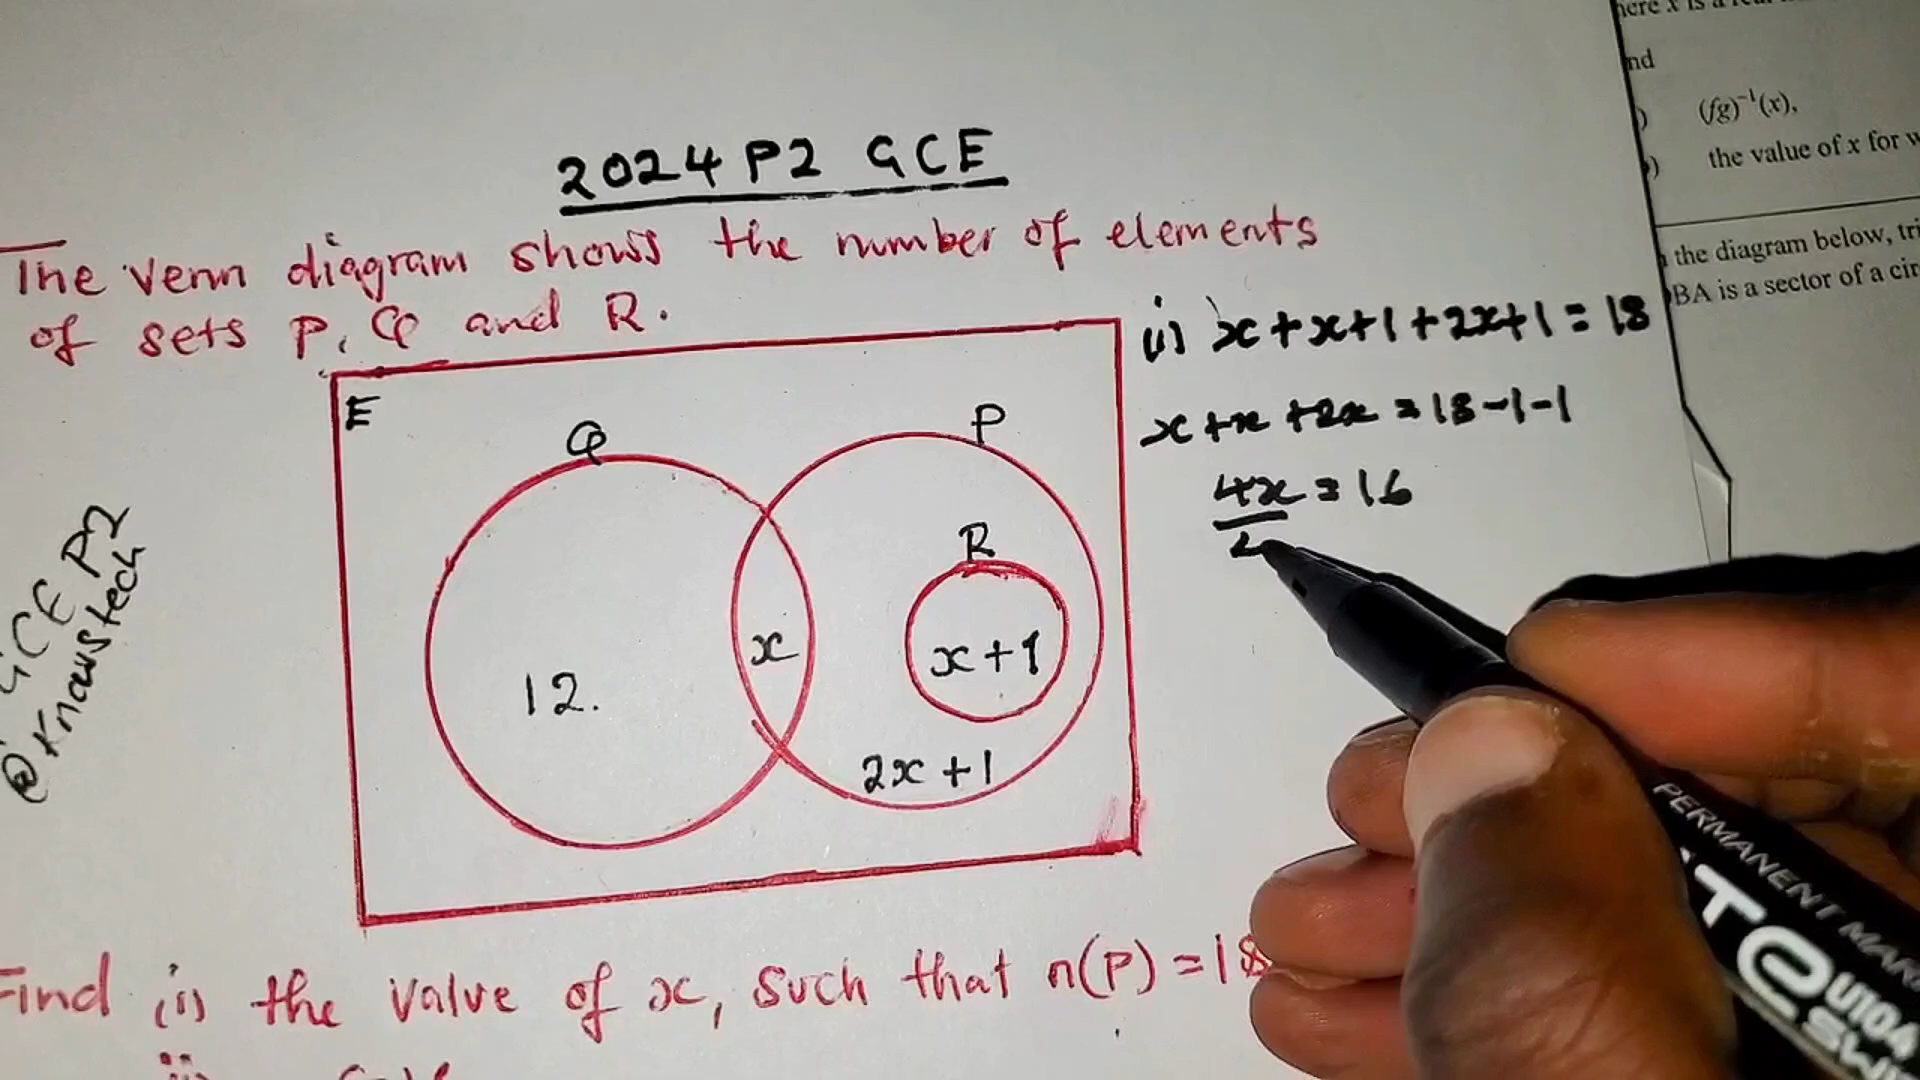 2024 P2 GCE
The Venn diagram shows the number of elements
of sets P, Q and R.
E
Q
P
R
12.
x
x+1
2x+1
(i) x+x+1+2x+1=18
x+x+2x=18-1-1
4x=16
Find (i) the value of x, such that n(P)=18
GCE P2
@Knowstech
nd
(fg)⁻¹(x),
the value of x for
the diagram below, tri
BA is a sector of a cir
PERMANENT MAR